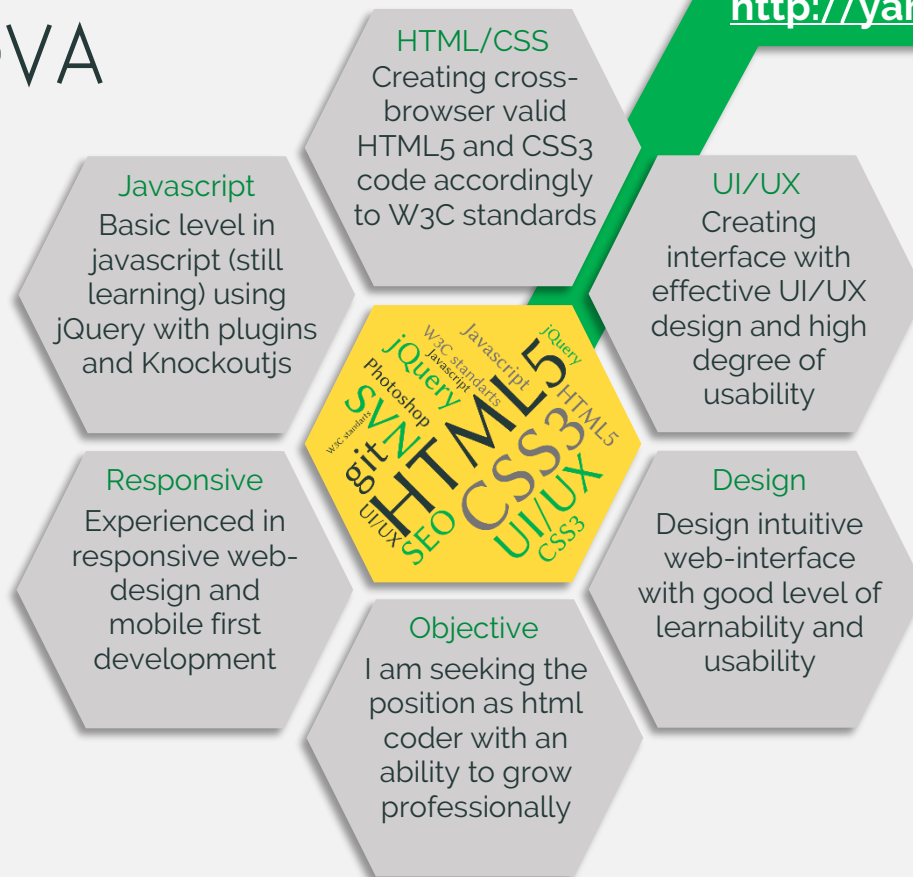 http://yar
VA
HTML/CSS
Creating cross-
browser valid
HTML5 and CSS3
code accordingly
to W3C standards
Javascript
Basic level in
javascript (still
learning) using
jQuery with plugins
and Knockoutjs
UI/UX
Creating
interface with
effective UI/UX
design and high
degree of
usability
jQuery
W3C standarts
Javascript
jQuery
Javascript
Photoshop
HTML5
HTML5
SVN
W3C standarts
git
CSS3
UI/UX
SEO
UI/UX
CSS3
Responsive
Experienced in
responsive web-
design and
mobile first
development
Design
Design intuitive
web-interface
with good level of
learnability and
usability
Objective
I am seeking the
position as html
coder with an
ability to grow
professionally